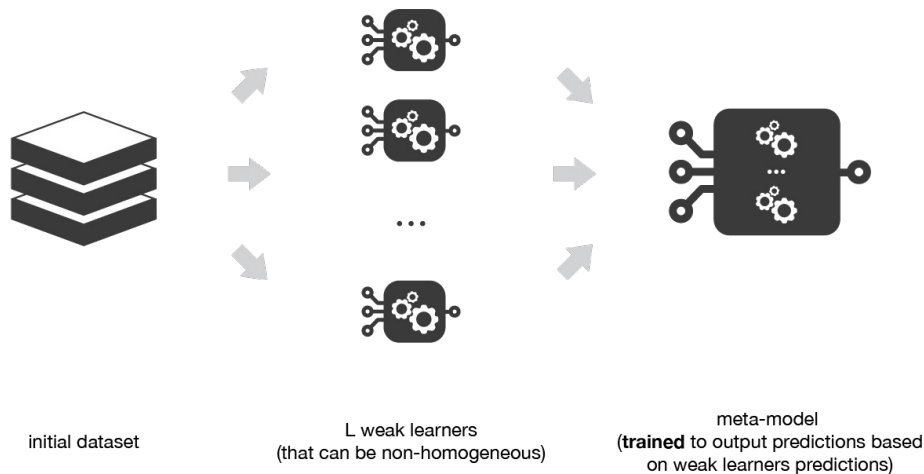 initial dataset
L weak learners
(that can be non-homogeneous)
meta-model
(trained to output predictions based
on weak learners predictions)